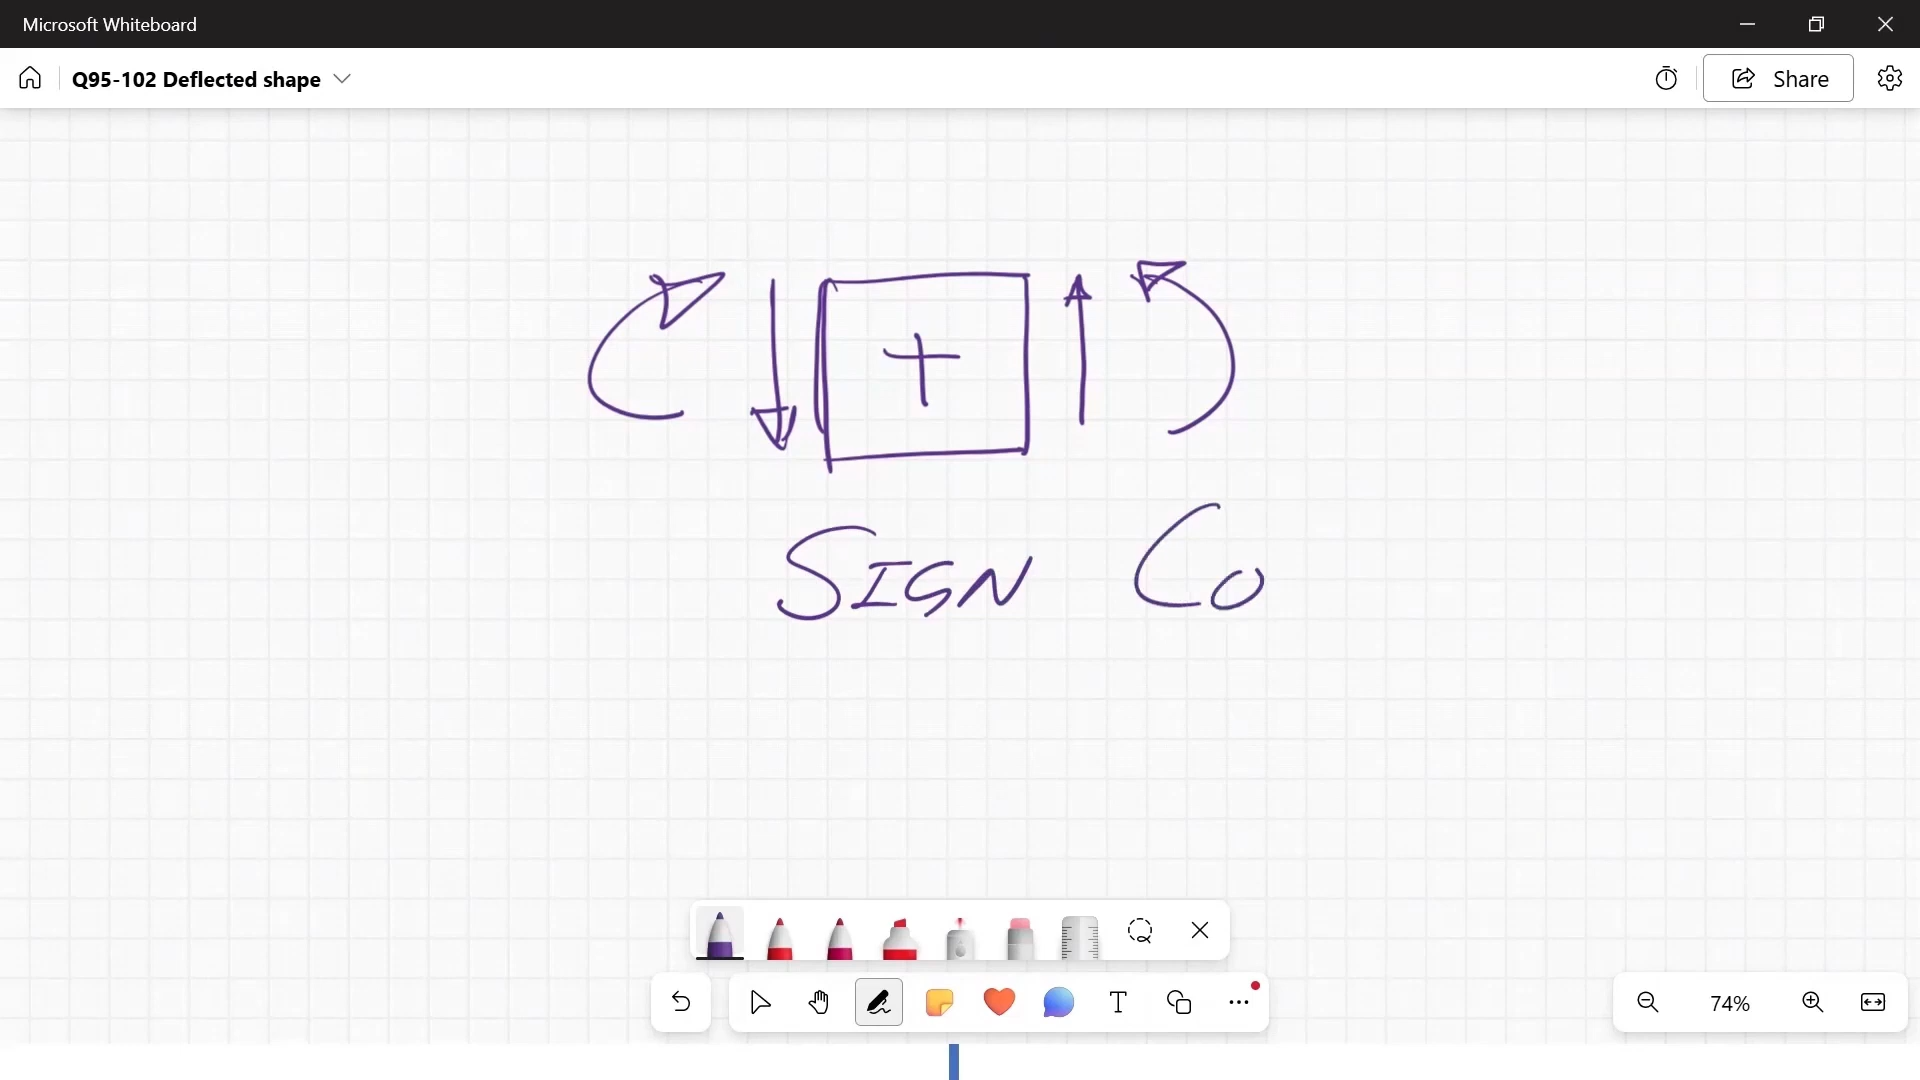 Microsoft Whiteboard
Q95-102 Deflected shape
Share
+
SIGN Co
T
74%